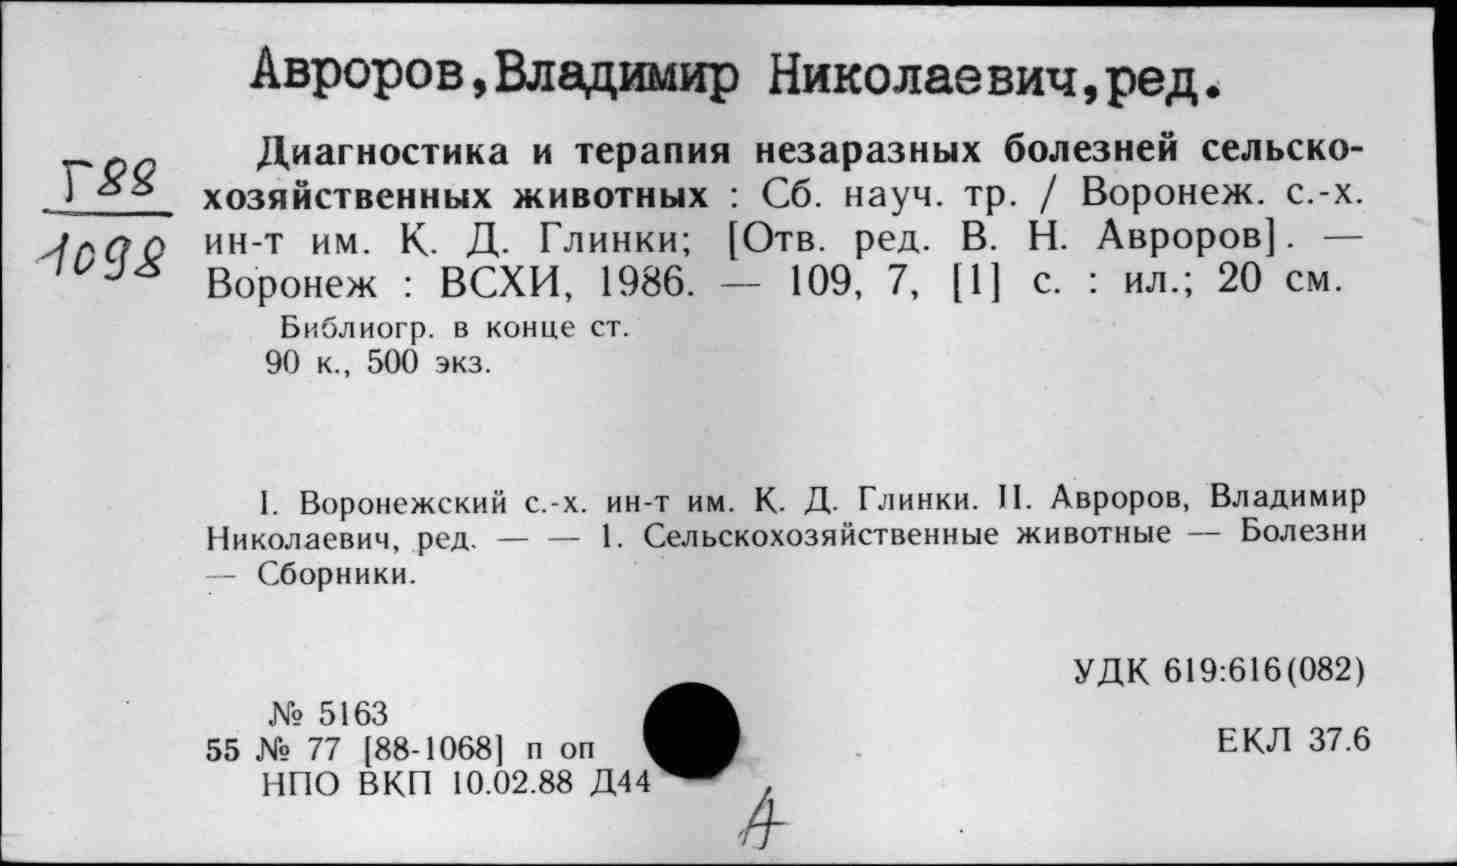 Авроров,Владимир Николаевич,ред.
Диагностика и терапия незаразных болезней сельско-
Г88
хозяйственных животных : Сб. науч. тр. / Воронеж. с.-х.
1098
ин-т им. К. Д. Глинки; [Отв. ред. В. Н. Авроров]. —
Воронеж : ВСХИ, 1986. — 109, 7, [1] с. : ил.; 20 см.
Библиогр. в конце ст.
90 к., 500 экз.
I. Воронежский с.-х. ин-т им. К. Д. Глинки. II. Авроров, Владимир
Николаевич, ред. — — 1. Сельскохозяйственные животные — Болезни
— Сборники.
УДК 619:616(082)
№ 5163
55 № 77 [88-1068] п оп
ЕКЛ 37.6
НПО ВКП 10.02.88 Д44
А